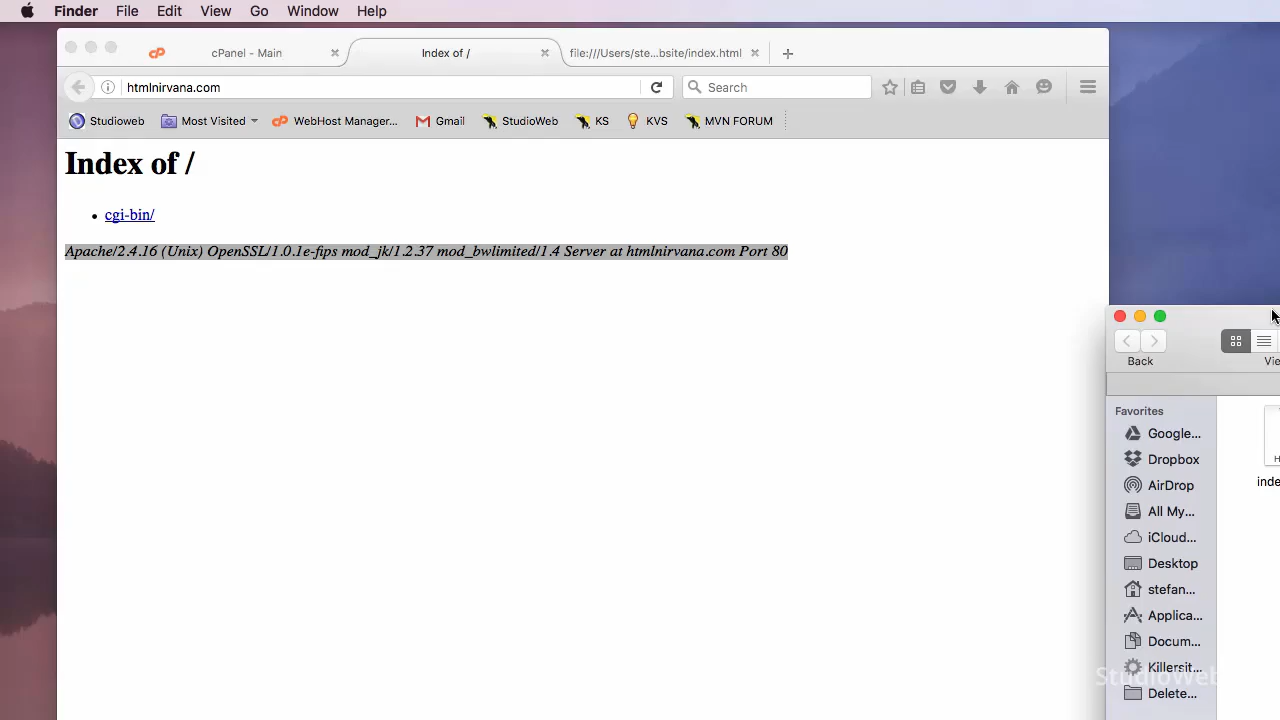 Finder File Edit View Go Window Help
cPanel - Main
Index of /
file:///Users/ste...bsite/index.html
htmlnirvana.com
Search
Studioweb Most Visited WebHost Manager... Gmail StudioWeb KS KVS MVN FORUM
Index of /
cgi-bin/
Apache/2.4.16 (Unix) OpenSSL/1.0.1e-fips mod_jk/1.2.37 mod_bwlimited/1.4 Server at htmlnirvana.com Port 80
Back
Vie
Favorites
Google...
Dropbox
AirDrop
All My...
iCloud...
Desktop
stefan...
Applica...
Docum...
Killersit...
Delete...
inde
StudioWeb